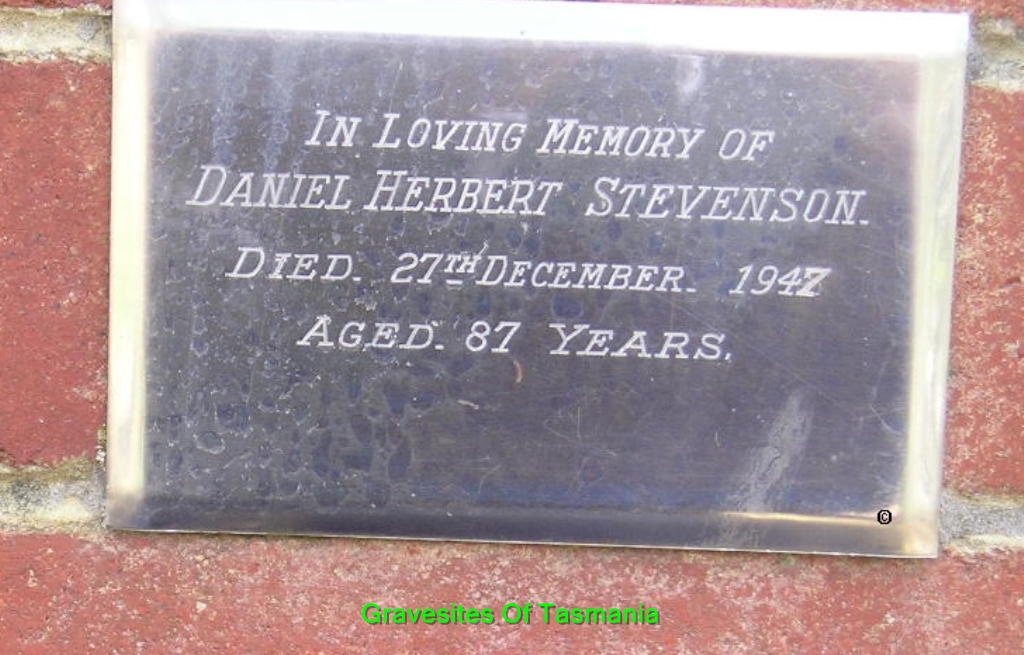 IN LOVING MEMORY OF
DANIEL HERBERT STEVENSON.
DIED. 27TH DECEMBER. 1947
AGED. 87 YEARS.
©
Gravesites Of Tasmania